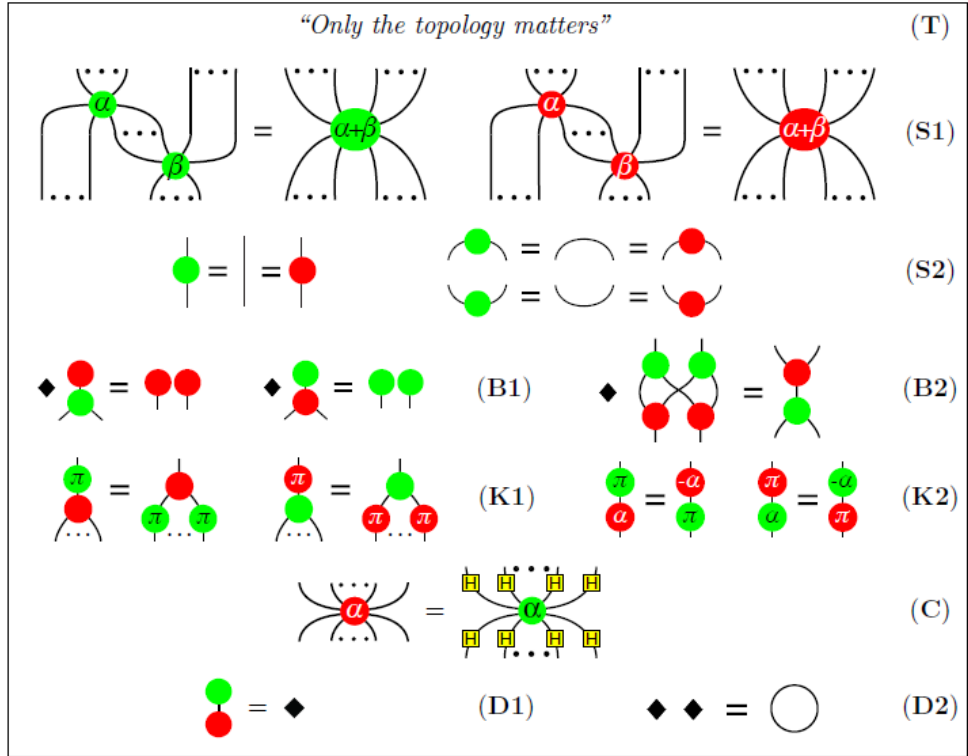 “Only the topology matters” (T)
α β = α+β α β = α+β (S1)
= = = = = = (S2)
= = (B1) = (B2)
π = π π π = π π (K1) π α = -α π π α = -α π (K2)
α = H H H H α H H H H (C)
= (D1) = (D2)